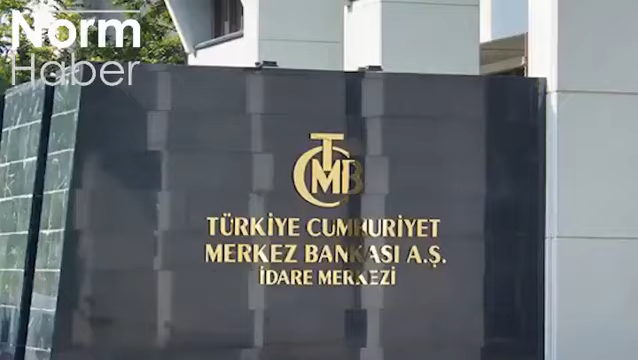 Norm
Haber
TCMB
TÜRKİYE CUMHURİYET
MERKEZ BANKASI A.Ş.
İDARE MERKEZİ